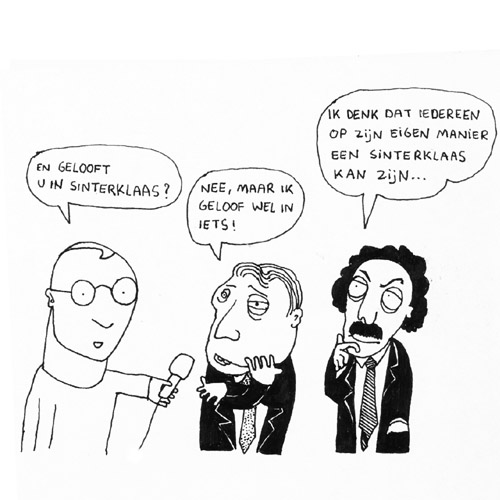 EN GELOOFT
U IN SINTERKLAAS?
NEE, MAAR IK
GELOOF WEL IN
IETS!
IK DENK DAT IEDEREEN
OP ZIJN EIGEN MANIER
EEN SINTERKLAAS
KAN ZIJN...